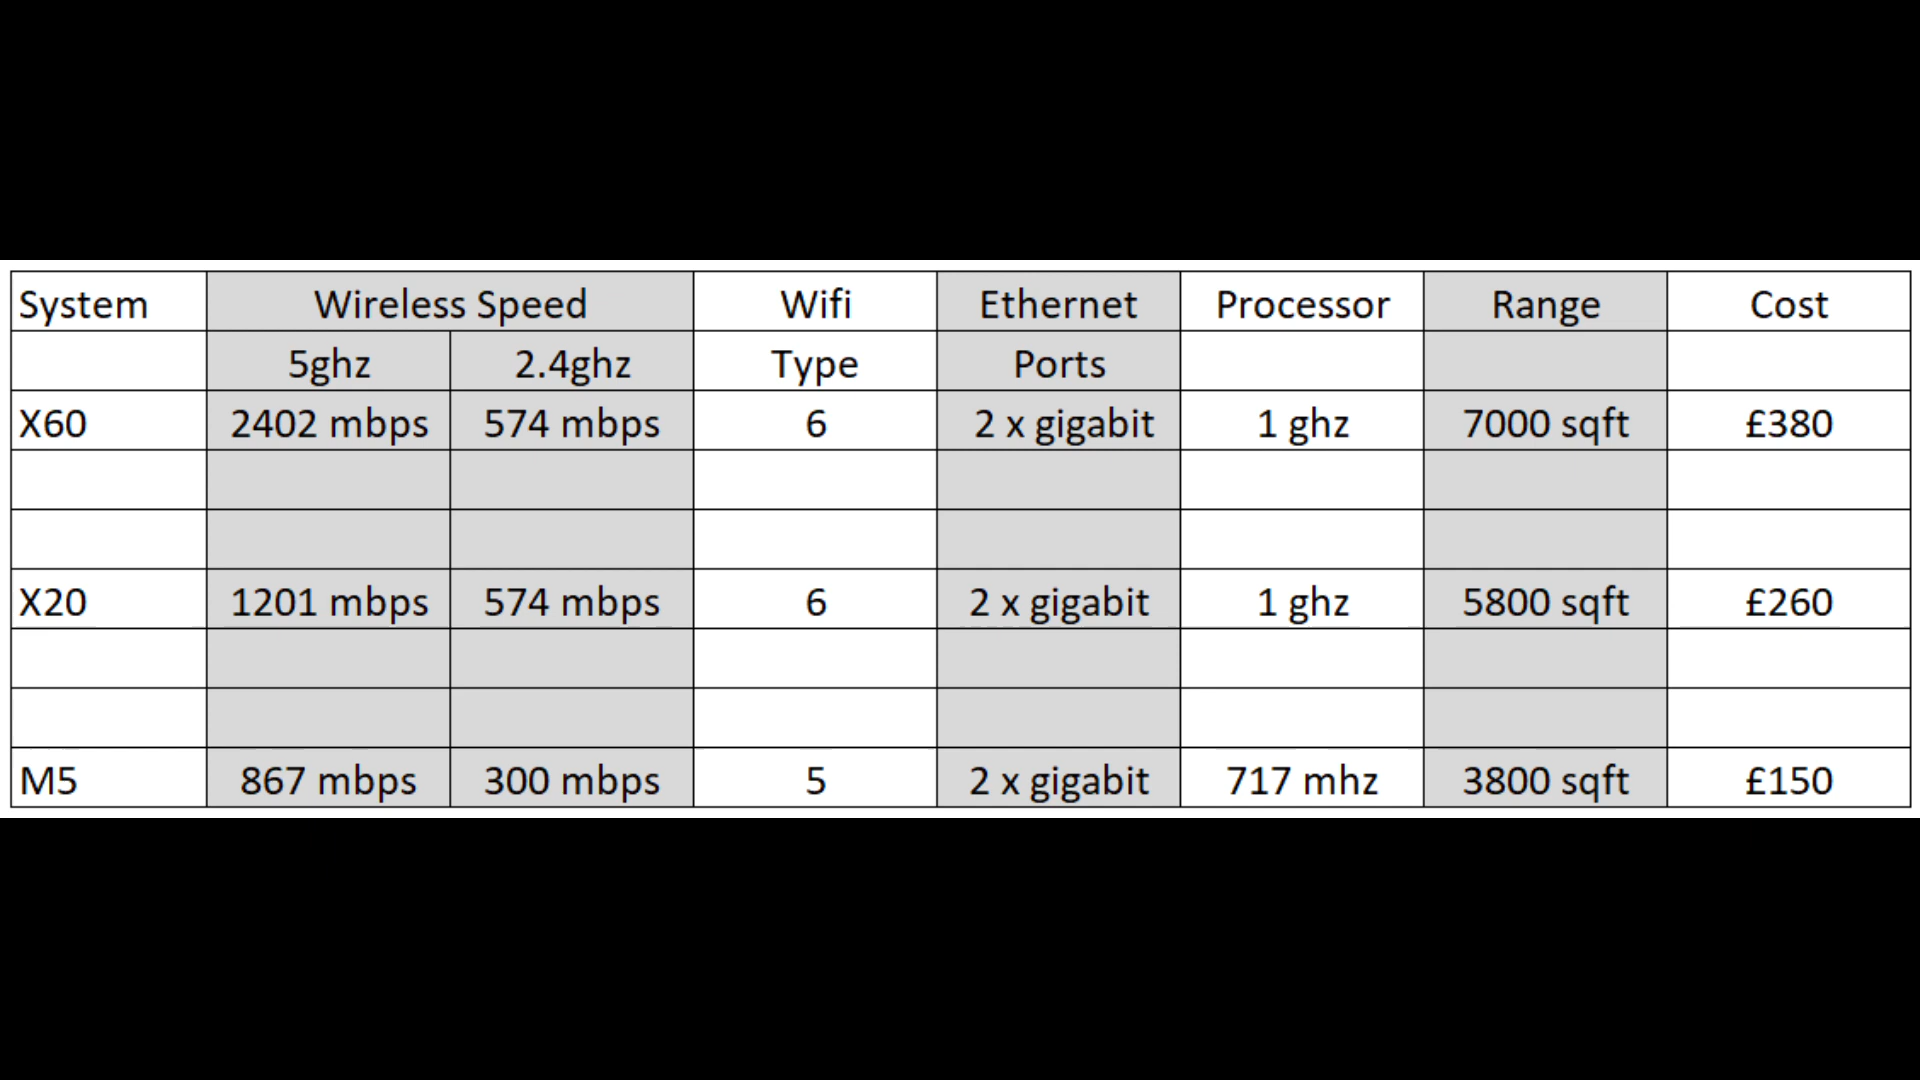 System Wireless Speed Wifi Ethernet Processor Range Cost
5ghz 2.4ghz Type Ports
X60 2402 mbps 574 mbps 6 2 x gigabit 1 ghz 7000 sqft £380
X20 1201 mbps 574 mbps 6 2 x gigabit 1 ghz 5800 sqft £260
M5 867 mbps 300 mbps 5 2 x gigabit 717 mhz 3800 sqft £150